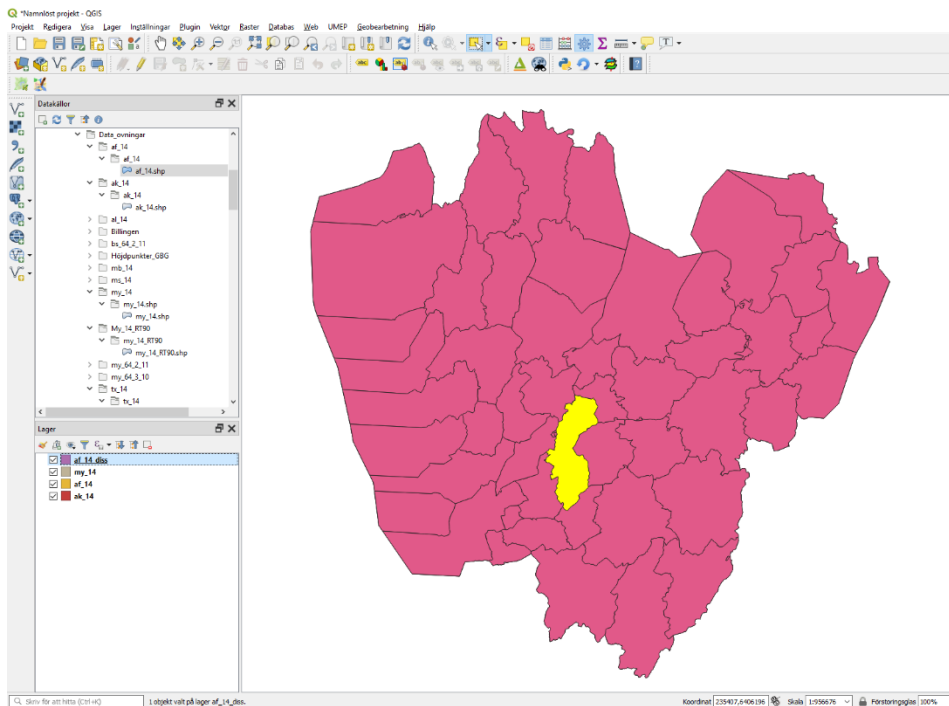 *Namnlöst projekt - QGIS
Projekt Redigera Visa Lager Inställningar Plugin Vektor Raster Databas Web UMEP Geobearbetning Hjälp
Datakällor
Data_ovningar
af_14
af_14
af_14.shp
ak_14
ak_14
ak_14.shp
al_14
Billingen
bs_64_2_11
Höjdpunkter_GBG
mb_14
ms_14
my_14
my_14.shp
my_14.shp
My_14_RT90
my_14_RT90
my_14_RT90.shp
my_64_2_11
my_64_3_10
tx_14
tx_14
Lager
af_14_diss
my_14
af_14
ak_14
Skriv för att hitta (Ctrl+K) 1 objekt valt på lager af_14_diss. Koordinat 235407,6406196 Skala 1:956676 Förstoringsglas 100%